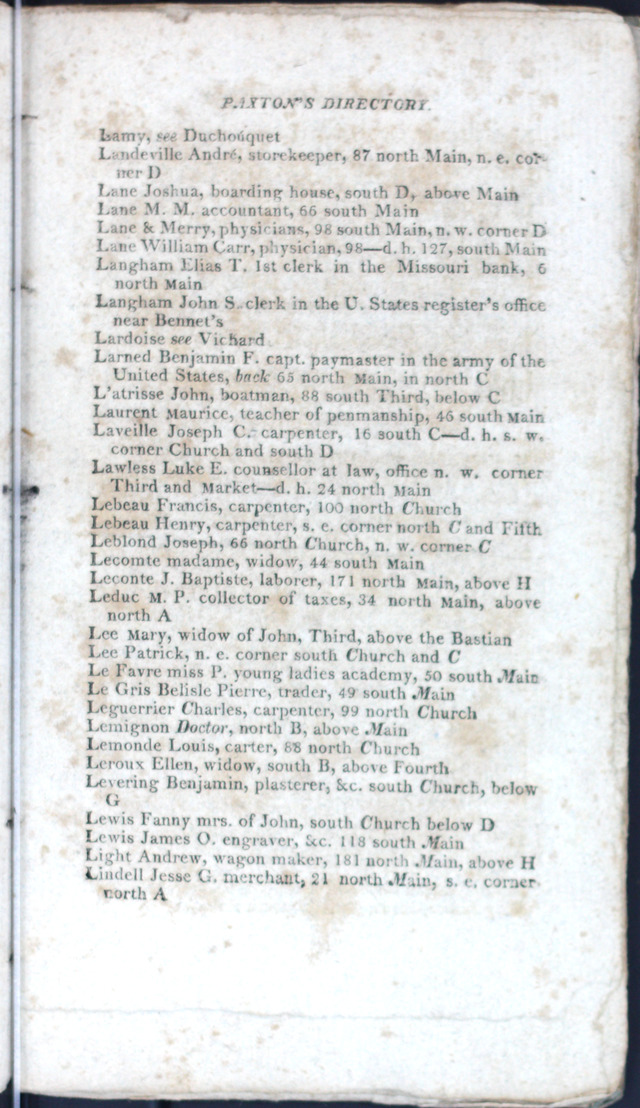 PAXTON'S DIRECTORY.
Lamy, see Duchouquet
Landeville André, storekeeper, 87 north Main, n. e. cor-
ner D
Lane Joshua, boarding house, south D, above Main
Lane M. M. accountant, 66 south Main
Lane & Merry, physicians, 98 south Main, n. w. corner D
Lane William Carr, physician, 98—d. h. 127, south Main
Langham Elias T. 1st clerk in the Missouri bank, 6
north Main
Langham John S. clerk in the U. States register's office
near Bennet's
Lardoise see Vichard
Larned Benjamin F. capt. paymaster in the army of the
United States, back 65 north Main, in north C
L'atrisse John, boatman, 88 south Third, below C
Laurent Maurice, teacher of penmanship, 46 south Main
Laveille Joseph C. carpenter, 16 south C—d. h. s. w.
corner Church and south D
Lawless Luke E. counsellor at law, office n. w. corner
Third and Market—d. h. 24 north Main
Lebeau Francis, carpenter, 100 north Church
Lebeau Henry, carpenter, s. e. corner north C and Fifth
Leblond Joseph, 66 north Church, n. w. corner C
Lecomte madame, widow, 44 south Main
Leconte J. Baptiste, laborer, 171 north Main, above H
Leduc M. P. collector of taxes, 34 north Main, above
north A
Lee Mary, widow of John, Third, above the Bastian
Lee Patrick, n. e. corner south Church and C
Le Favre miss P. young ladies academy, 50 south Main
Le Gris Belisle Pierre, trader, 49 south Main
Leguerrier Charles, carpenter, 99 north Church
Lemignon Doctor, north B, above Main
Lemonde Louis, carter, 88 north Church
Leroux Ellen, widow, south B, above Fourth
Levering Benjamin, plasterer, &c. south Church, below
G
Lewis Fanny mrs. of John, south Church below D
Lewis James O. engraver, &c. 118 south Main
Light Andrew, wagon maker, 181 north Main, above H
Lindell Jesse G. merchant, 21 north Main, s. e. corner
north A